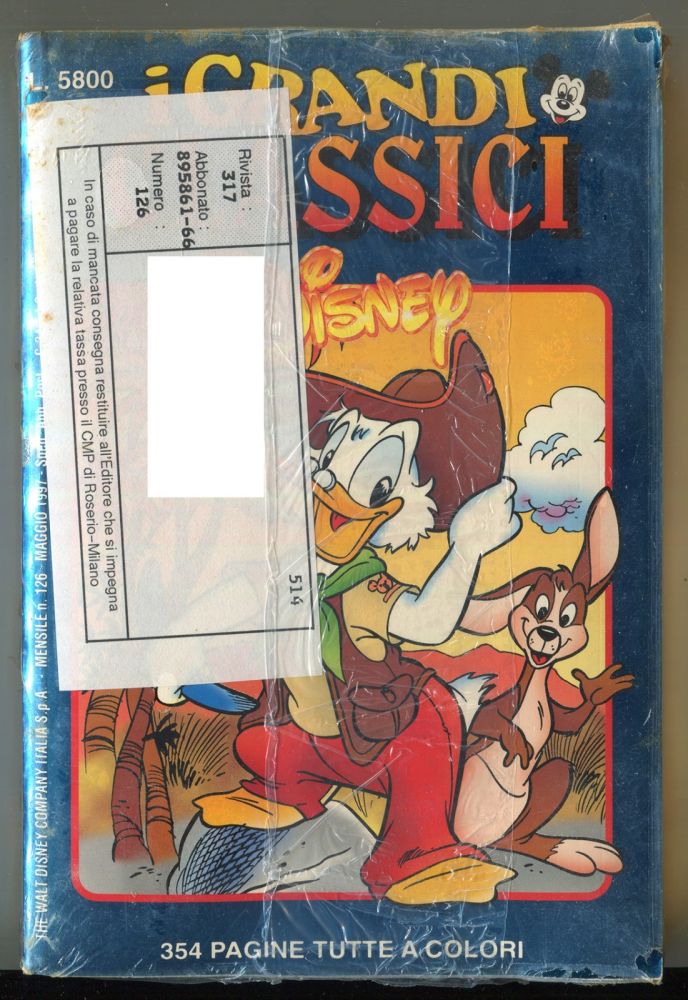 L. 5800
i GRANDI
SSICI
DISNEY
Rivista :
317
Abbonato :
895861-66
Numero :
126
In caso di mancata consegna restituire all'Editore che si impegna
a pagare la relativa tassa presso il CMP di Roserio-Milano
514
THE WALT DISNEY COMPANY ITALIA S.p.A. · MENSILE n. 126 - MAGGIO 1997 -
354 PAGINE TUTTE A COLORI